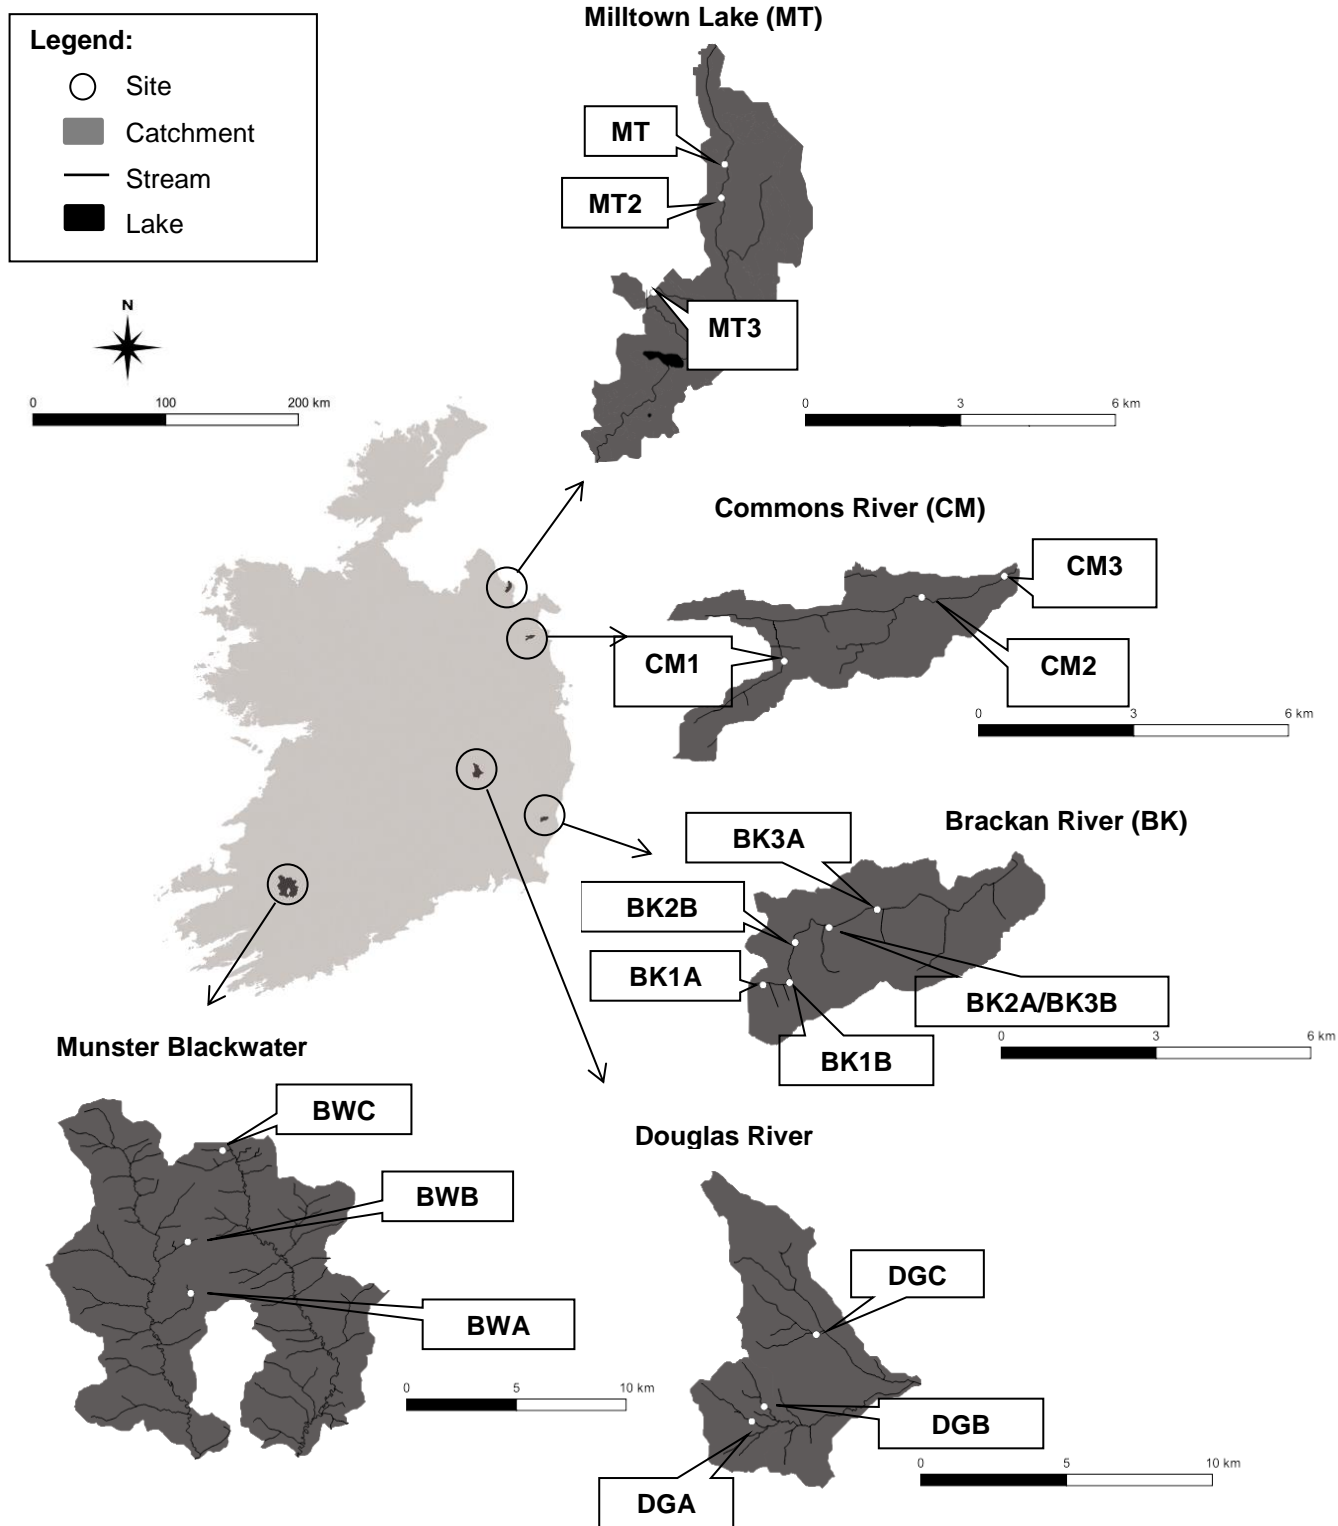 Milltown Lake (MT)
Legend:
Site
Catchment
Stream
Lake
MT
MT2
MT3
N
0 100 200 km
0 3 6 km
Commons River (CM)
CM3
CM1
CM2
0 3 6 km
Brackan River (BK)
BK3A
BK2B
BK1A
BK2A/BK3B
BK1B
0 3 6 km
Munster Blackwater
BWC
BWB
BWA
0 5 10 km
Douglas River
DGC
DGB
DGA
0 5 10 km